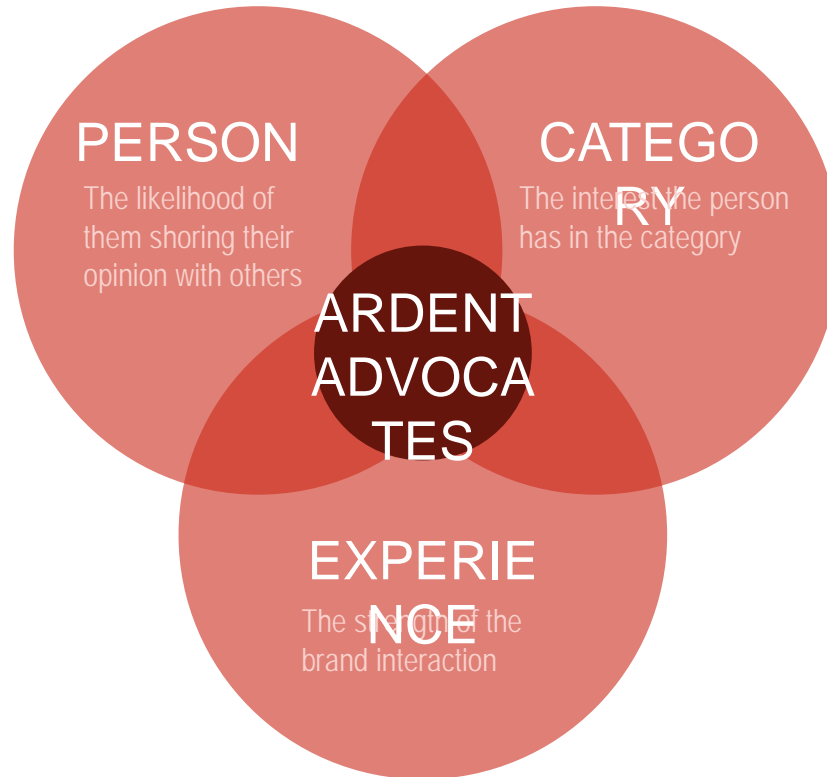 PERSON
The likelihood of
them shoring their
opinion with others
CATEGO
RY
The interest the person
has in the category
ARDENT
ADVOCA
TES
EXPERIE
NCE
The strength of the
brand interaction